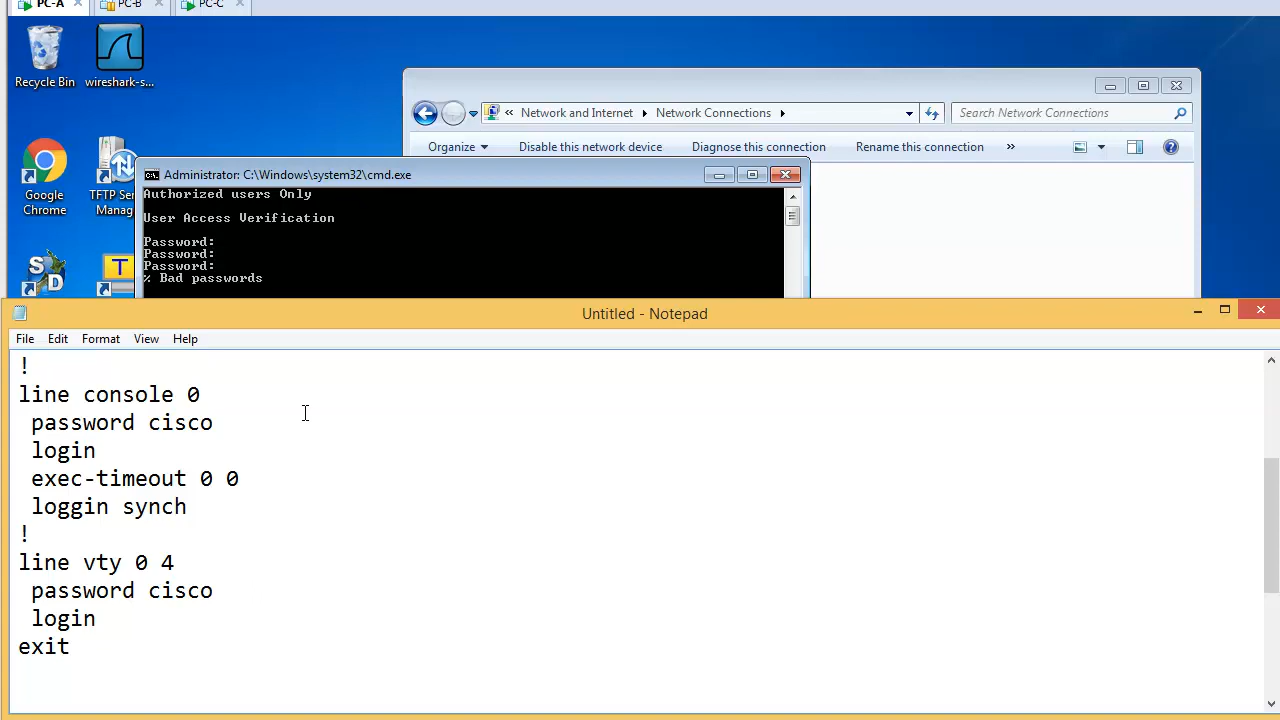 PC-A PC-B PC-C
Recycle Bin
wireshark-s...
Google
Chrome
TFTP Ser
Manag
Network and Internet Network Connections
Search Network Connections
Organize Disable this network device Diagnose this connection Rename this connection »
Administrator: C:\Windows\system32\cmd.exe
Authorized users Only
User Access Verification
Password:
Password:
Password:
% Bad passwords
Untitled - Notepad
File Edit Format View Help
!
line console 0
password cisco
login
exec-timeout 0 0
loggin synch
!
line vty 0 4
password cisco
login
exit